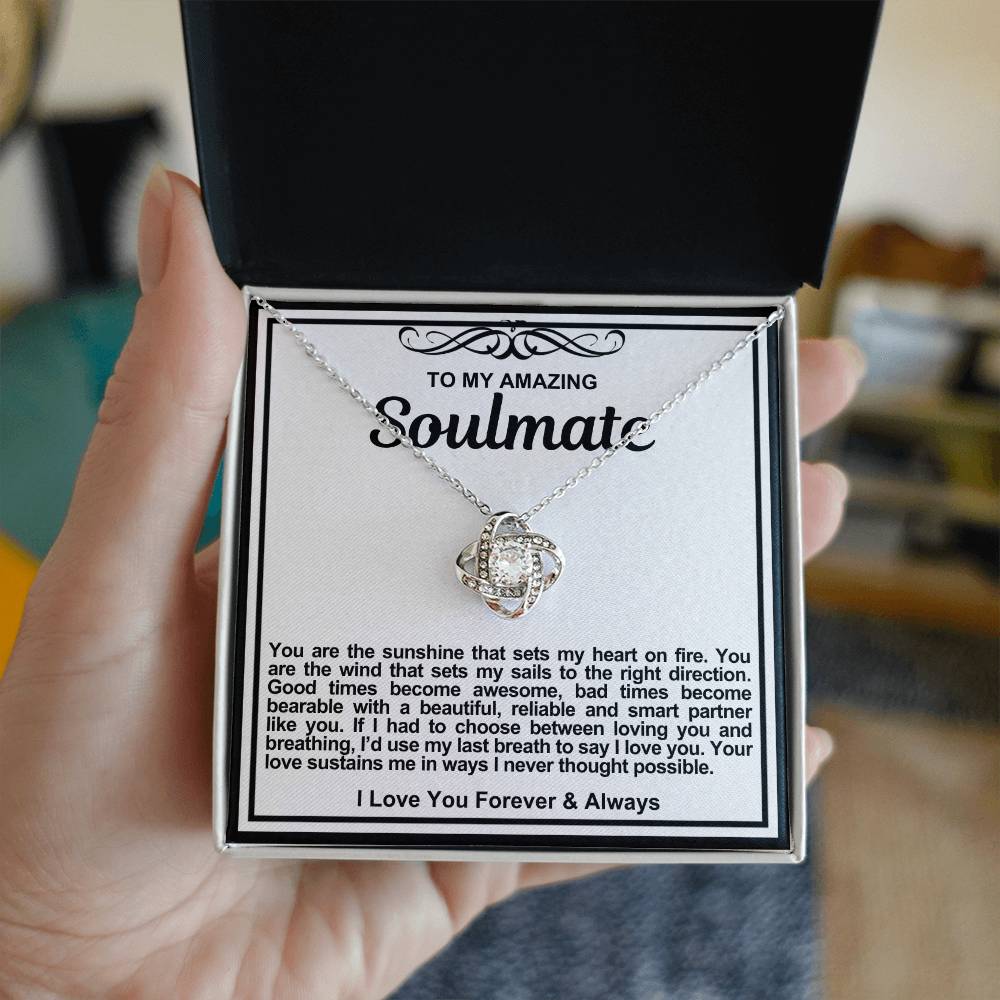 TO MY AMAZING
Soulmate
You are the sunshine that sets my heart on fire. You
are the wind that sets my sails to the right direction.
Good times become awesome, bad times become
bearable with a beautiful, reliable and smart partner
like you. If I had to choose between loving you and
breathing, I'd use my last breath to say I love you. Your
love sustains me in ways I never thought possible.
I Love You Forever & Always